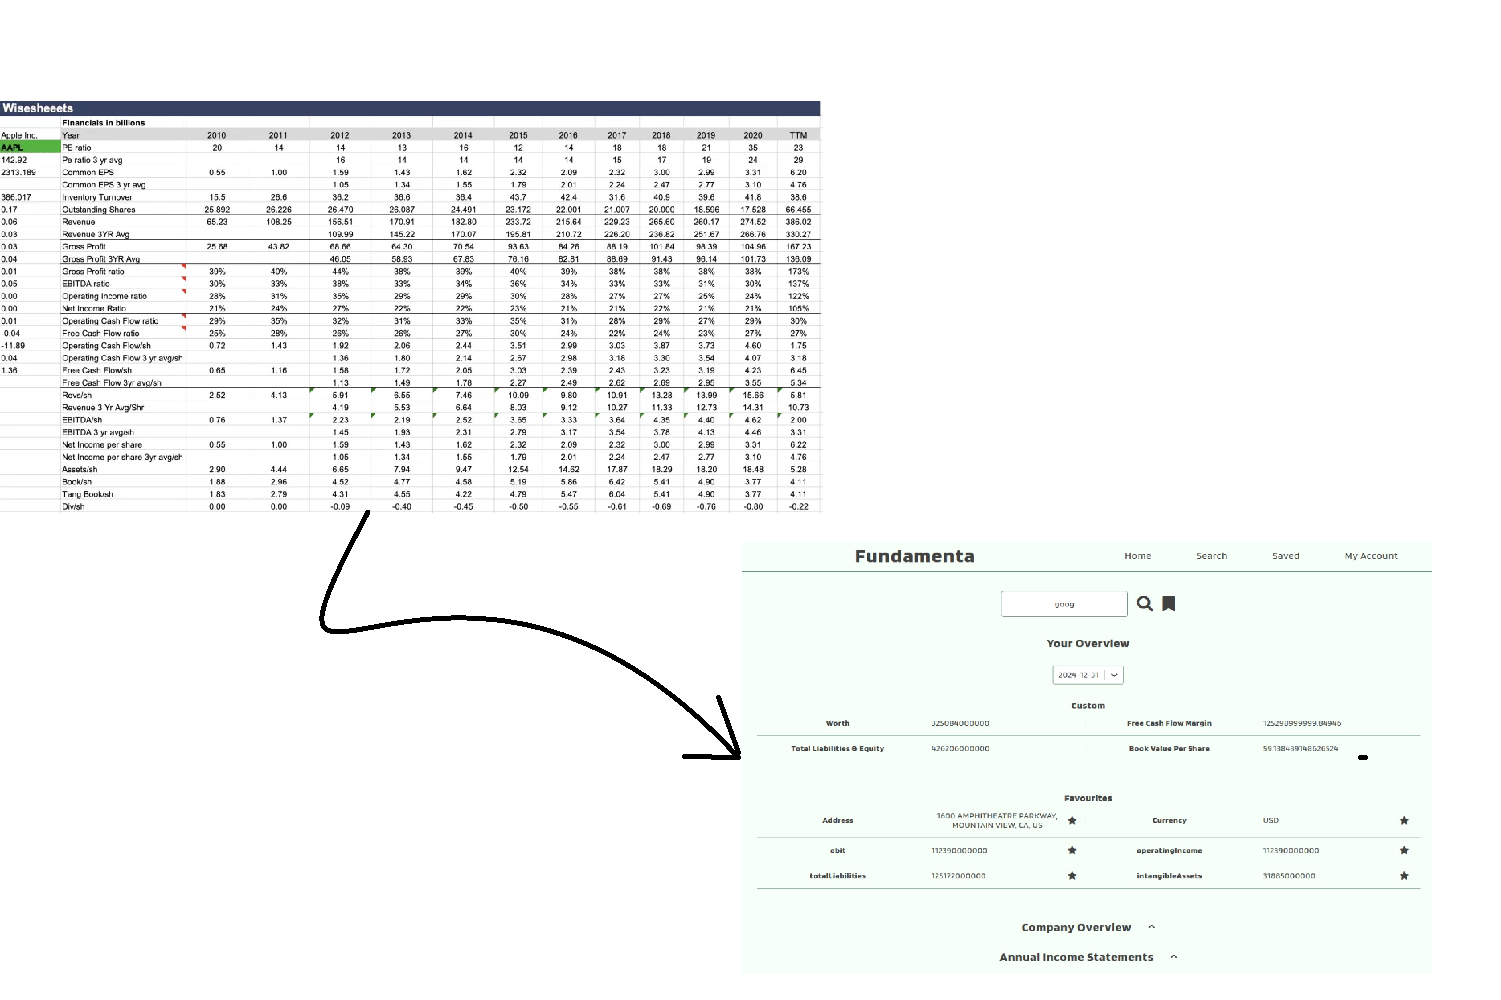 Wisesheeets
Financials in billions
Apple Inc. Year 2010 2011 2012 2013 2014 2015 2016 2017 2018 2019 2020 TTM
AAPL PE ratio 20 14 14 13 16 12 14 18 18 21 35 23
142.92 Pe ratio 3 yr avg 16 14 14 14 14 15 17 19 24 29
2313.189 Common EPS 0.55 1.00 1.59 1.43 1.62 2.32 2.09 2.32 3.00 2.99 3.31 6.20
Common EPS 3 yr avg 1.05 1.34 1.55 1.79 2.01 2.24 2.47 2.77 3.10 4.76
386.017 Inventory Turnover 15.5 26.6 38.2 38.6 38.4 43.7 42.4 31.6 40.9 39.6 41.8 38.6
0.17 Outstanding Shares 25.892 26.226 26.470 26.087 24.491 23.172 22.001 21.007 20.000 18.596 17.528 66.455
0.06 Revenue 65.23 108.25 156.51 170.91 182.80 233.72 215.64 229.23 265.60 260.17 274.52 386.02
0.03 Revenue 3YR Avg 109.99 145.22 170.07 195.81 210.72 226.20 236.82 251.67 266.76 330.27
0.03 Gross Profit 25.68 43.82 68.66 64.30 70.54 93.63 84.26 88.19 101.84 98.39 104.96 167.23
0.04 Gross Profit 3YR Avg 46.05 58.93 67.83 76.16 82.81 88.69 91.43 96.14 101.73 136.09
0.01 Gross Profit ratio 39% 40% 44% 38% 39% 40% 39% 38% 38% 38% 38% 173%
0.05 EBITDA ratio 30% 33% 38% 33% 34% 36% 34% 33% 33% 31% 30% 137%
0.00 Operating Income ratio 28% 31% 35% 29% 29% 30% 28% 27% 27% 25% 24% 122%
0.00 Net Income Ratio 21% 24% 27% 22% 22% 23% 21% 21% 22% 21% 21% 105%
0.01 Operating Cash Flow ratio 29% 35% 32% 31% 33% 35% 31% 28% 29% 27% 29% 30%
-0.04 Free Cash Flow ratio 25% 28% 26% 26% 27% 30% 24% 22% 24% 23% 27% 27%
-11.89 Operating Cash Flow/sh 0.72 1.43 1.92 2.06 2.44 3.51 2.99 3.03 3.87 3.73 4.60 1.75
0.04 Operating Cash Flow 3 yr avg/sh 1.36 1.80 2.14 2.67 2.98 3.18 3.30 3.54 4.07 3.18
1.36 Free Cash Flow/sh 0.65 1.16 1.58 1.72 2.05 3.03 2.39 2.43 3.23 3.19 4.23 6.45
Free Cash Flow 3yr avg/sh 1.13 1.49 1.78 2.27 2.49 2.62 2.69 2.95 3.55 5.34
Revs/sh 2.52 4.13 5.91 6.55 7.46 10.09 9.80 10.91 13.28 13.99 15.66 5.81
Revenue 3 Yr Avg/Shr 4.19 5.53 6.64 8.03 9.12 10.27 11.33 12.73 14.31 10.73
EBITDA/sh 0.76 1.37 2.23 2.19 2.52 3.65 3.33 3.64 4.35 4.40 4.62 2.00
EBITDA 3 yr avg/sh 1.45 1.93 2.31 2.79 3.17 3.54 3.78 4.13 4.46 3.31
Net Income per share 0.55 1.00 1.59 1.43 1.62 2.32 2.09 2.32 3.00 2.99 3.31 6.22
Net Income per share 3yr avg/sh 1.05 1.34 1.55 1.79 2.01 2.24 2.47 2.77 3.10 4.76
Assets/sh 2.90 4.44 6.65 7.94 9.47 12.54 14.62 17.87 18.29 18.20 18.48 5.28
Book/sh 1.88 2.96 4.52 4.77 4.58 5.19 5.86 6.42 5.41 4.90 3.77 4.11
Tang Book/sh 1.83 2.79 4.31 4.55 4.22 4.79 5.47 6.04 5.41 4.90 3.77 4.11
Div/sh 0.00 0.00 -0.09 -0.40 -0.45 -0.50 -0.55 -0.61 -0.69 -0.76 -0.80 -0.22
Fundamenta Home Search Saved My Account
goog
Your Overview
2024-12-31
Custom
Worth 325084000000 Free Cash Flow Margin 125298999999.84946
Total Liabilities & Equity 426206000000 Book Value Per Share 59.138439148626524
Favourites
Address 1600 AMPHITHEATRE PARKWAY, MOUNTAIN VIEW, CA, US Currency USD
ebit 112390000000 operatingIncome 112390000000
totalLiabilities 125172000000 intangibleAssets 31885000000
Company Overview
Annual Income Statements